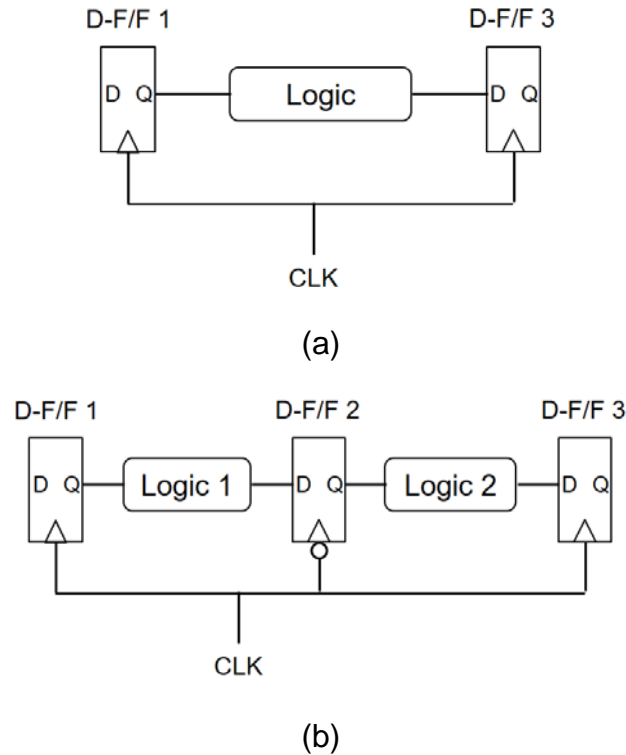 D-F/F 1 D-F/F 3
D Q Logic D Q
CLK
(a)
D-F/F 1 D-F/F 2 D-F/F 3
D Q Logic 1 D Q Logic 2 D Q
CLK
(b)